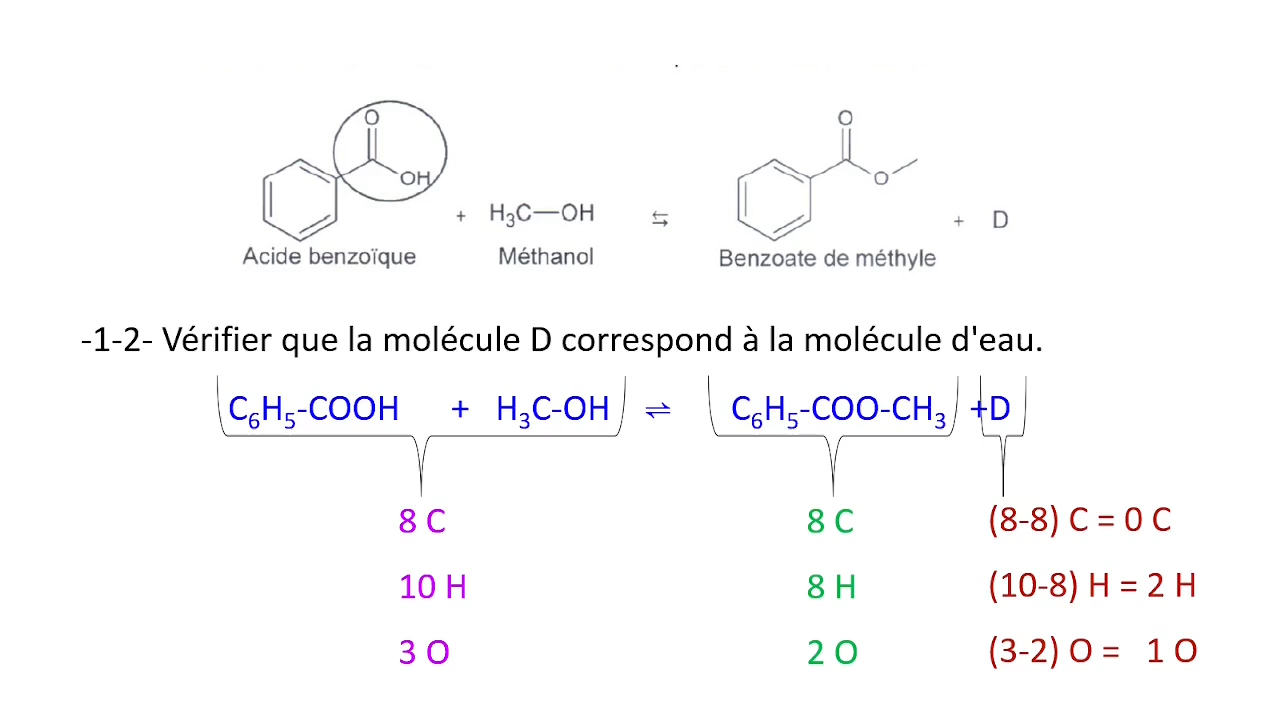 O
OH
+ H₃C—OH ⇆
O
O
+ D
Acide benzoïque Méthanol Benzoate de méthyle
-1-2- Vérifier que la molécule D correspond à la molécule d'eau.
C₆H₅-COOH + H₃C-OH ⇌ C₆H₅-COO-CH₃ +D
8 C 8 C (8-8) C = 0 C
10 H 8 H (10-8) H = 2 H
3 O 2 O (3-2) O = 1 O